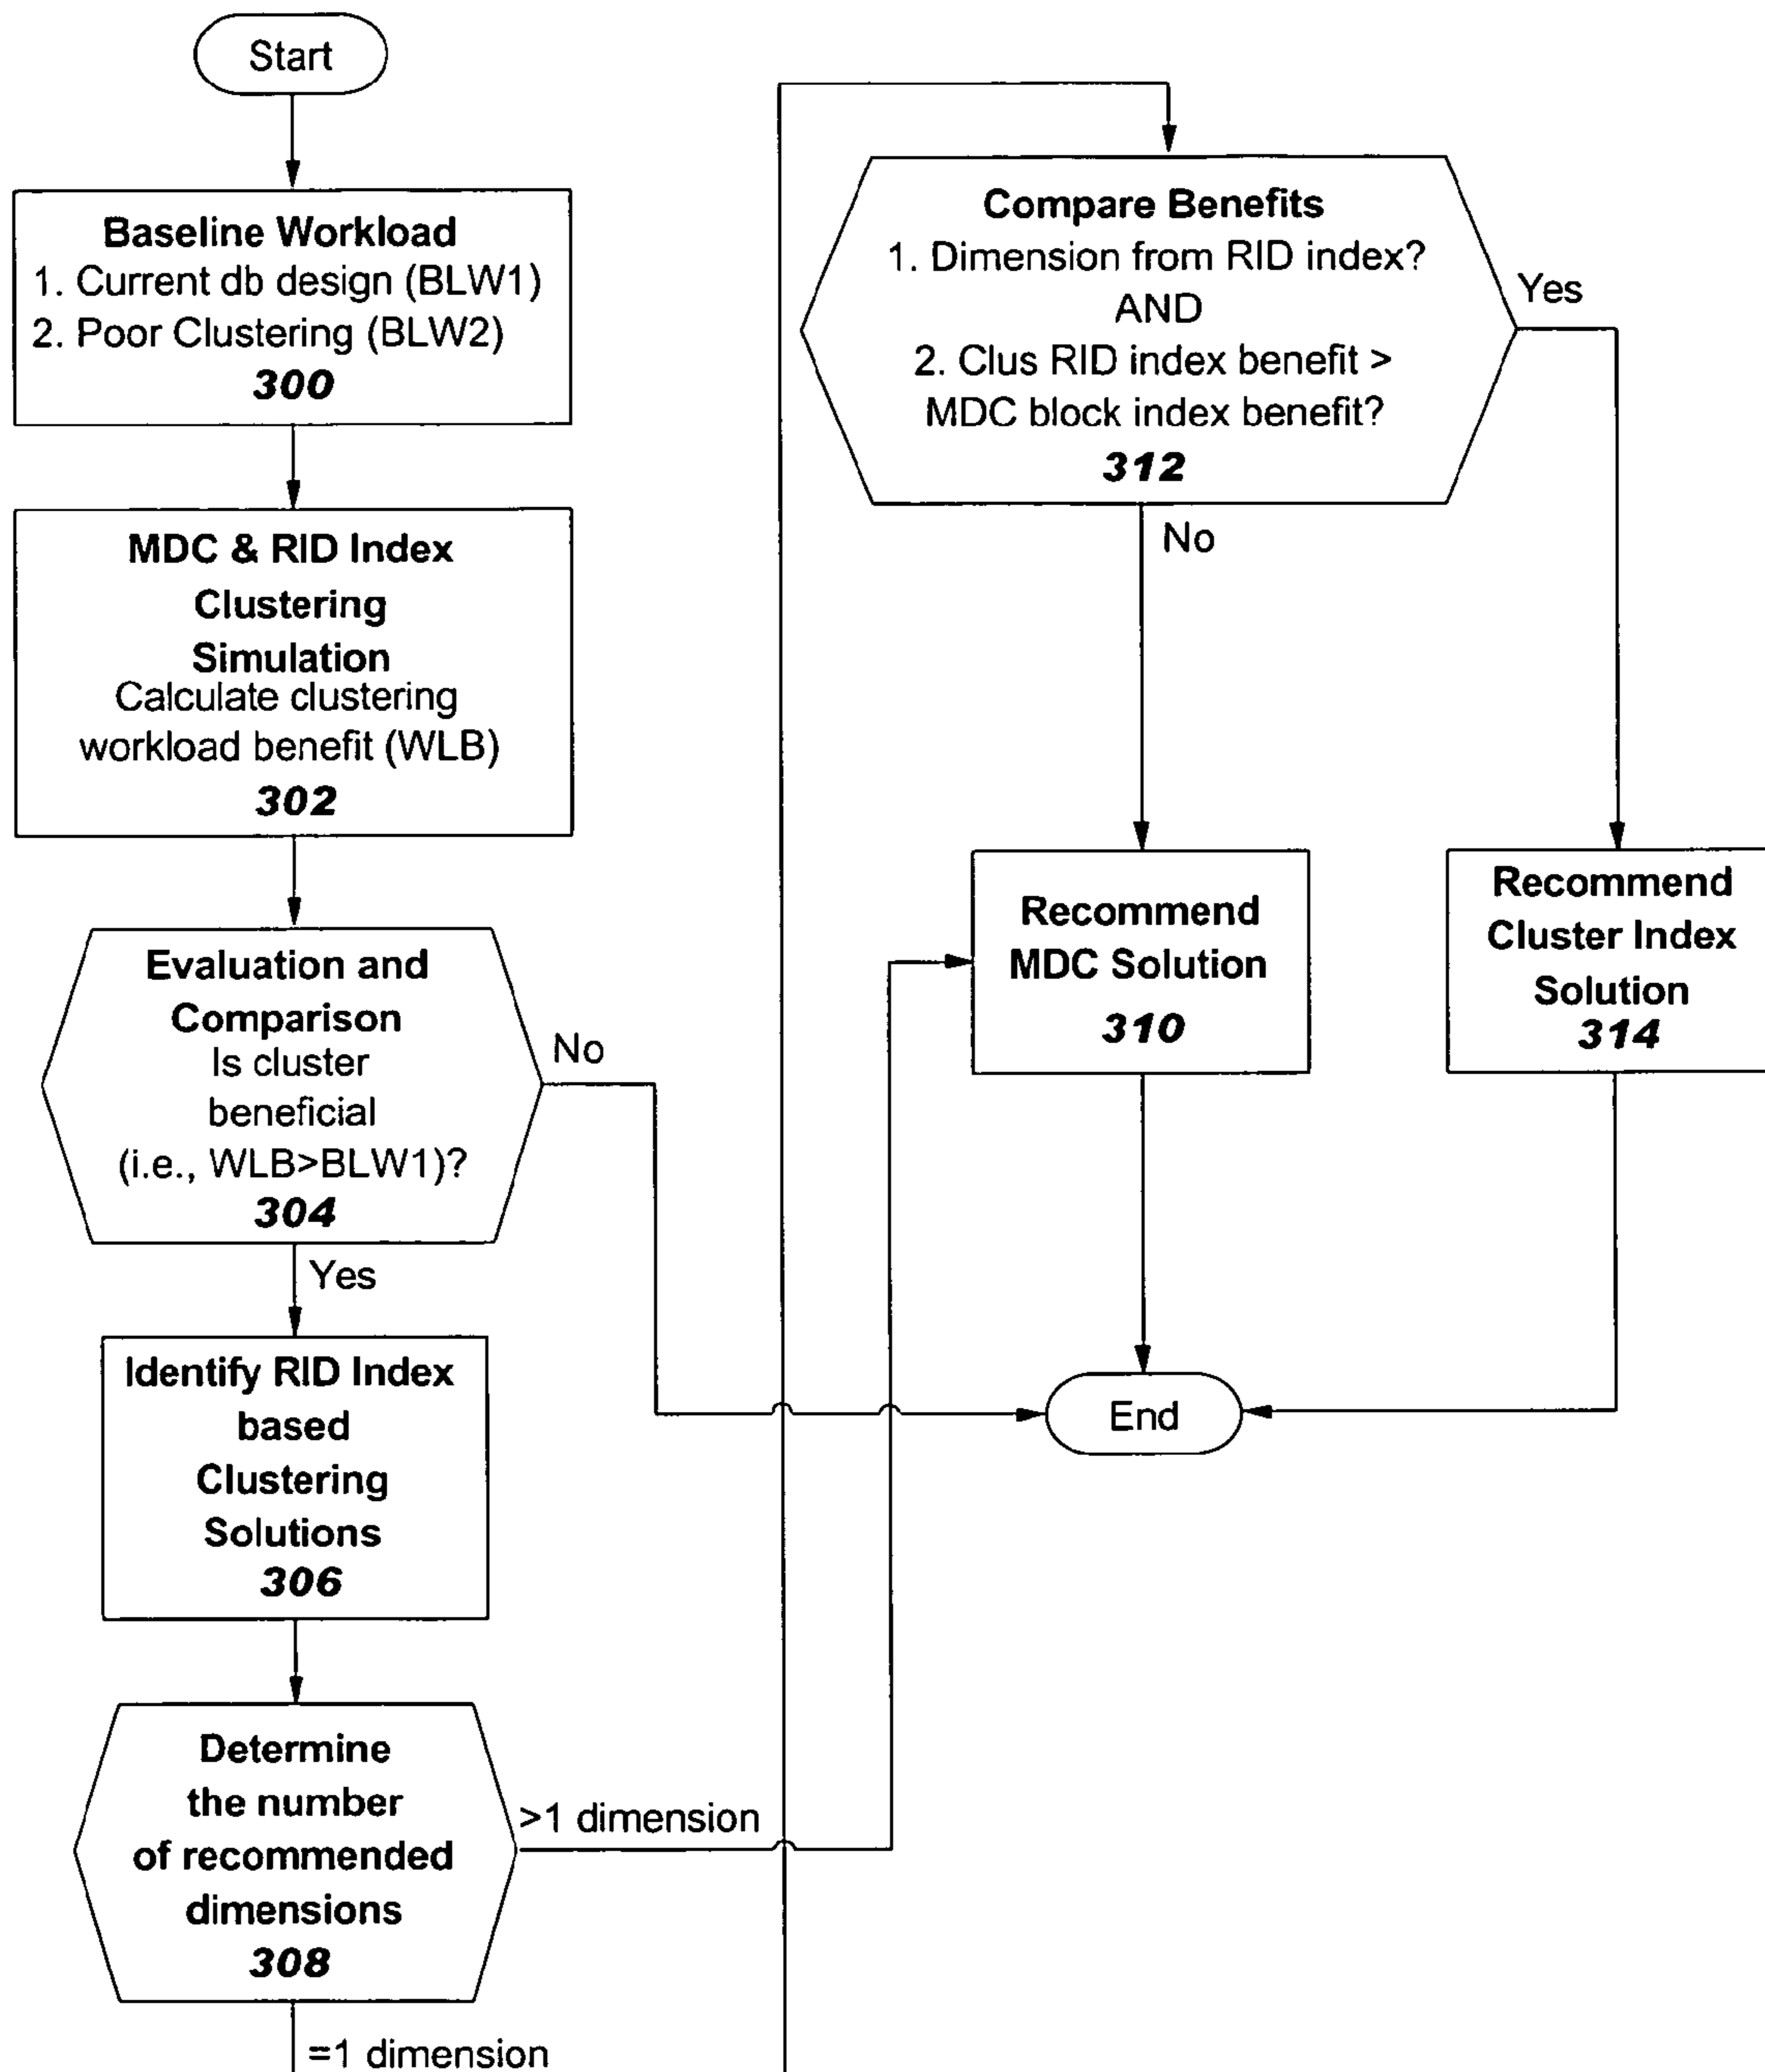 Start
Baseline Workload
1. Current db design (BLW1)
2. Poor Clustering (BLW2)
300
MDC & RID Index
Clustering
Simulation
Calculate clustering
workload benefit (WLB)
302
Evaluation and
Comparison
Is cluster
beneficial
(i.e., WLB>BLW1)?
304
No
Yes
Identify RID Index
based
Clustering
Solutions
306
Determine
the number
of recommended
dimensions
308
>1 dimension
=1 dimension
Compare Benefits
1. Dimension from RID index?
AND
2. Clus RID index benefit >
MDC block index benefit?
312
Yes
No
Recommend
MDC Solution
310
Recommend
Cluster Index
Solution
314
End